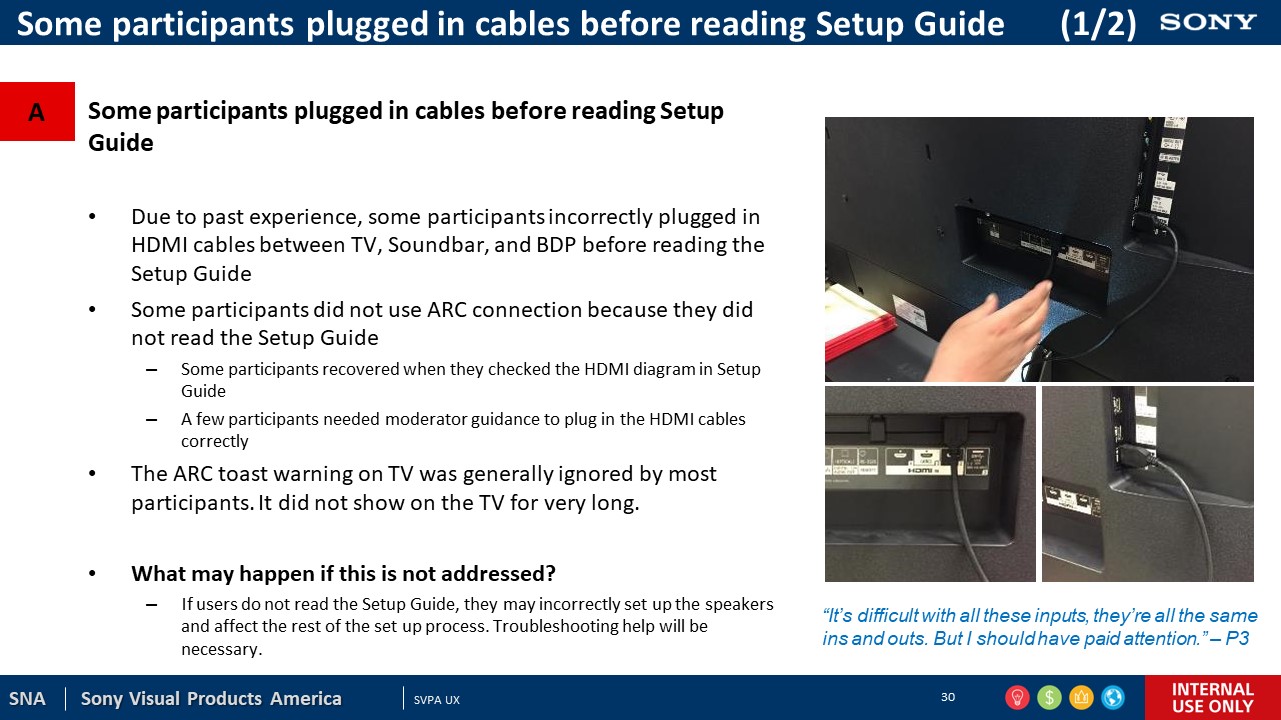 Some participants plugged in cables before reading Setup Guide (1/2) SONY
A
Some participants plugged in cables before reading Setup
Guide
• Due to past experience, some participants incorrectly plugged in
HDMI cables between TV, Soundbar, and BDP before reading the
Setup Guide
• Some participants did not use ARC connection because they did
not read the Setup Guide
– Some participants recovered when they checked the HDMI diagram in Setup
Guide
– A few participants needed moderator guidance to plug in the HDMI cables
correctly
• The ARC toast warning on TV was generally ignored by most
participants. It did not show on the TV for very long.
• What may happen if this is not addressed?
– If users do not read the Setup Guide, they may incorrectly set up the speakers
and affect the rest of the set up process. Troubleshooting help will be
necessary.
HDMI
“It’s difficult with all these inputs, they’re all the same
ins and outs. But I should have paid attention.” – P3
SNA | Sony Visual Products America | SVPA UX 30
INTERNAL
USE ONLY